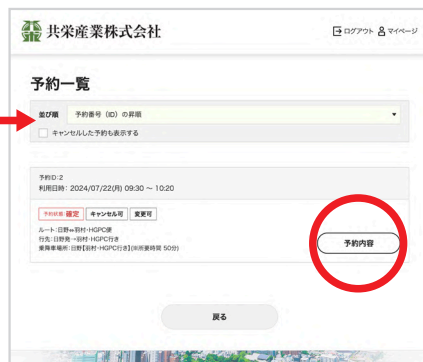 共栄産業株式会社
ログアウト マイページ
予約一覧
並び順 予約番号（ID）の昇順
キャンセルした予約も表示する
予約ID:2
利用日時: 2024/07/22(月) 09:30 ～ 10:20
予約状態:確定 キャンセル可 変更可
ルート:日野⇔羽村・HGPC便
行先:日野発→羽村・HGPC行き
乗降車場所:日野【羽村・HGPC行き】(※所要時間 50分)
予約内容
戻る